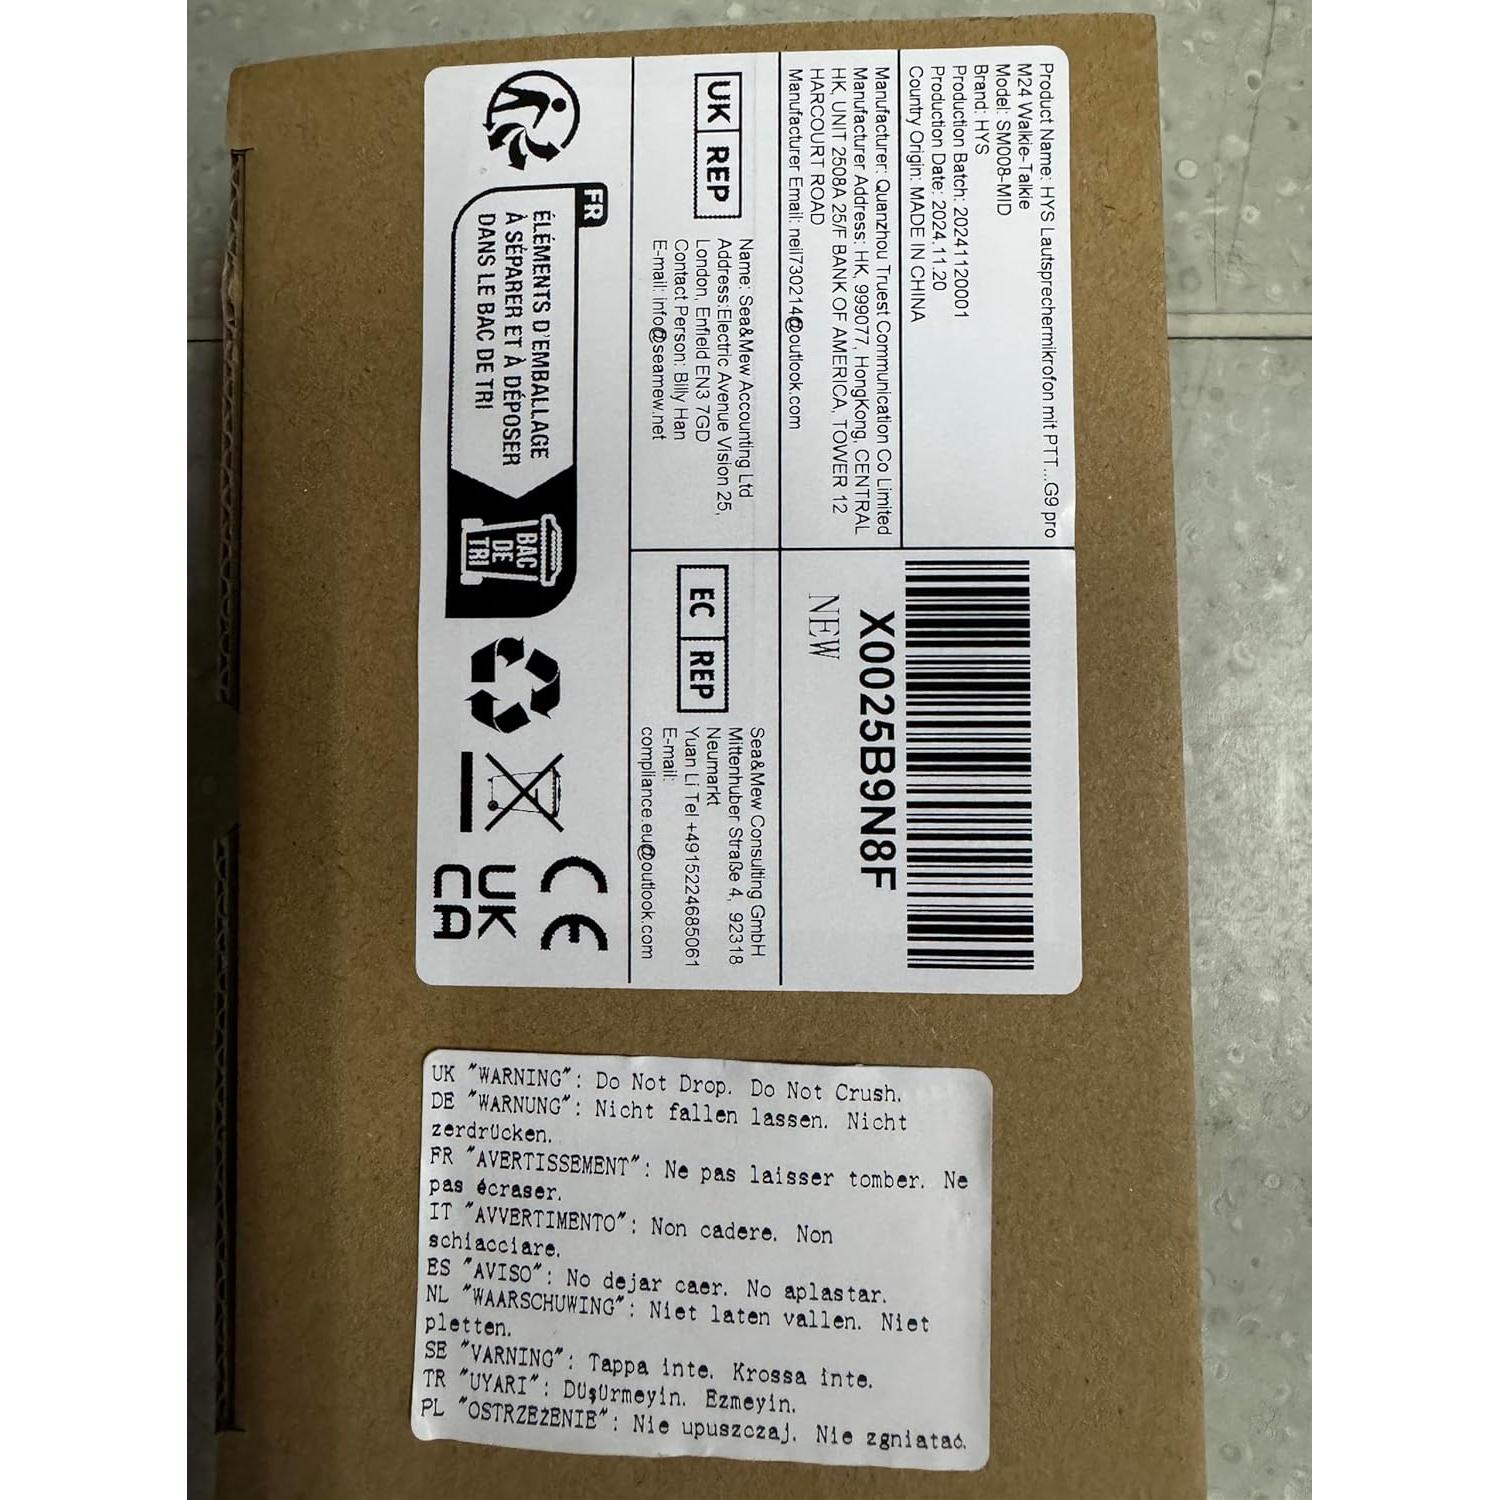 Product Name: HYS Lautsprechermikrofon mit PTT...G9 pro
M24 Walkie-Talkie
Model: SM008-MID
Brand: HYS
Production Batch: 20241120001
Production Date: 2024.11.20
Country Origin: MADE IN CHINA
X0025B9N8F
NEW
Manufacturer: Quanzhou Truest Communication Co Limited
Manufacturer Address: HK, 999077, HongKong, CENTRAL
HK, UNIT 2508A 25/F BANK OF AMERICA, TOWER 12
HARCOURT ROAD
Manufacturer Email: neil730214@outlook.com
UK REP
Name: Sea&Mew Accounting Ltd
Address:Electric Avenue Vision 25,
London, Enfield EN3 7GD
Contact Person: Billy Han
E-mail: info@seamew.net
EC REP
Sea&Mew Consulting GmbH
Mittenhuber Straße 4, 92318
Neumarkt
Yuan Li Tel +4915224685061
E-mail:
compliance.eu@outlook.com
FR
ÉLÉMENTS D'EMBALLAGE
À SÉPARER ET À DÉPOSER
DANS LE BAC DE TRI
BAC
DE
TRI
CE
UK
CA
UK "WARNING": Do Not Drop. Do Not Crush.
DE "WARNUNG": Nicht fallen lassen. Nicht
zerdrücken.
FR "AVERTISSEMENT": Ne pas laisser tomber. Ne
pas écraser.
IT "AVVERTIMENTO": Non cadere. Non
schiacciare.
ES "AVISO": No dejar caer. No aplastar.
NL "WAARSCHUWING": Niet laten vallen. Niet
pletten.
SE "VARNING": Tappa inte. Krossa inte.
TR "UYARI": Düşürmeyin. Ezmeyin.
PL "OSTRZEŻENIE": Nie upuszczaj. Nie zgniatać.